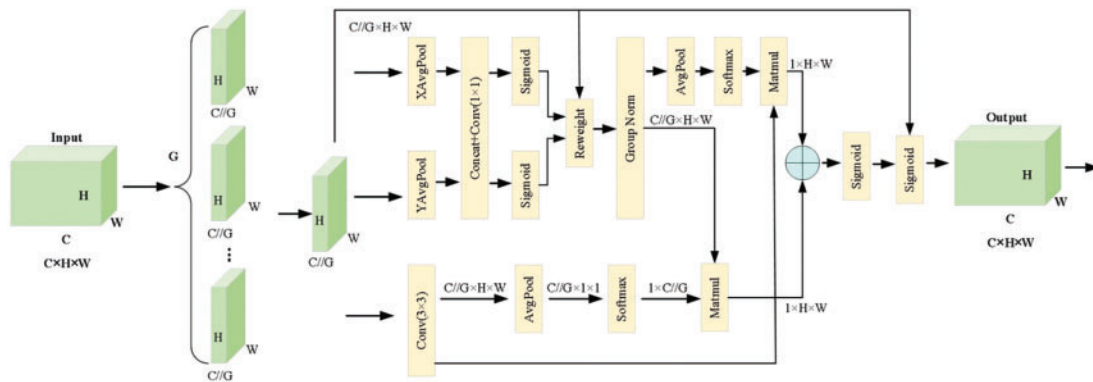 Input
H
W
C
C×H×W
G
H
W
C//G
H
W
C//G
...
H
W
C//G
H
W
C//G
C//G×H×W
XAvgPool
YAvgPool
Concat+Conv(1×1)
Sigmoid
Sigmoid
Reweight
Group Norm
AvgPool
Softmax
Matmul
1×H×W
C//G×H×W
Conv(3×3)
C//G×H×W
AvgPool
C//G×1×1
Softmax
1×C//G
Matmul
1×H×W
Sigmoid
Sigmoid
Output
H
W
C
C×H×W